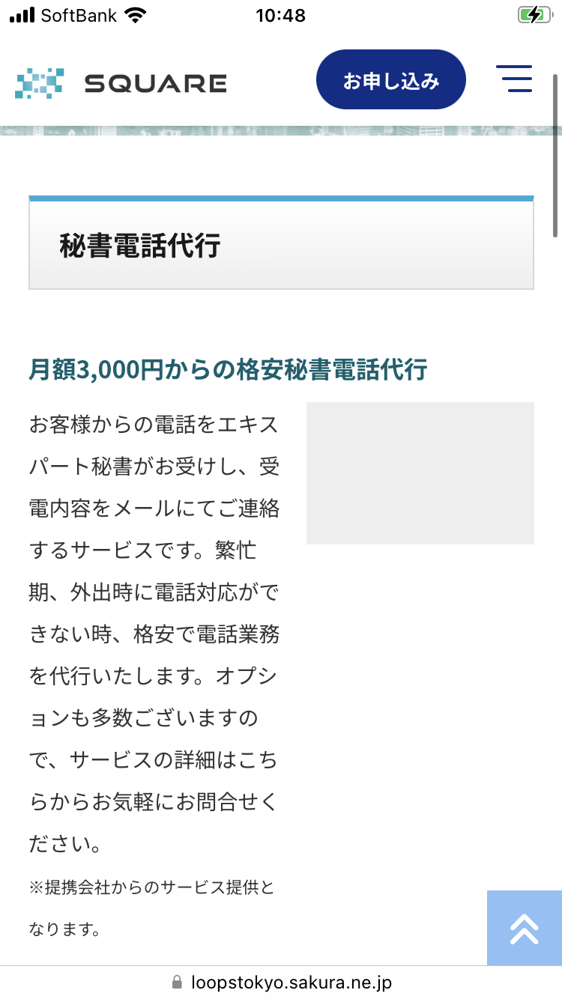 SoftBank
10:48
SQUARE
お申し込み
秘書電話代行
月額3,000円からの格安秘書電話代行
お客様からの電話をエキス
パート秘書がお受けし、受
電内容をメールにてご連絡
するサービスです。繁忙
期、外出時に電話対応がで
きない時、格安で電話業務
を代行いたします。オプシ
ョンも多数ございますの
で、サービスの詳細はこち
らからお気軽にお問合せく
ださい。
※提携会社からのサービス提供と
なります。
loopstokyo.sakura.ne.jp